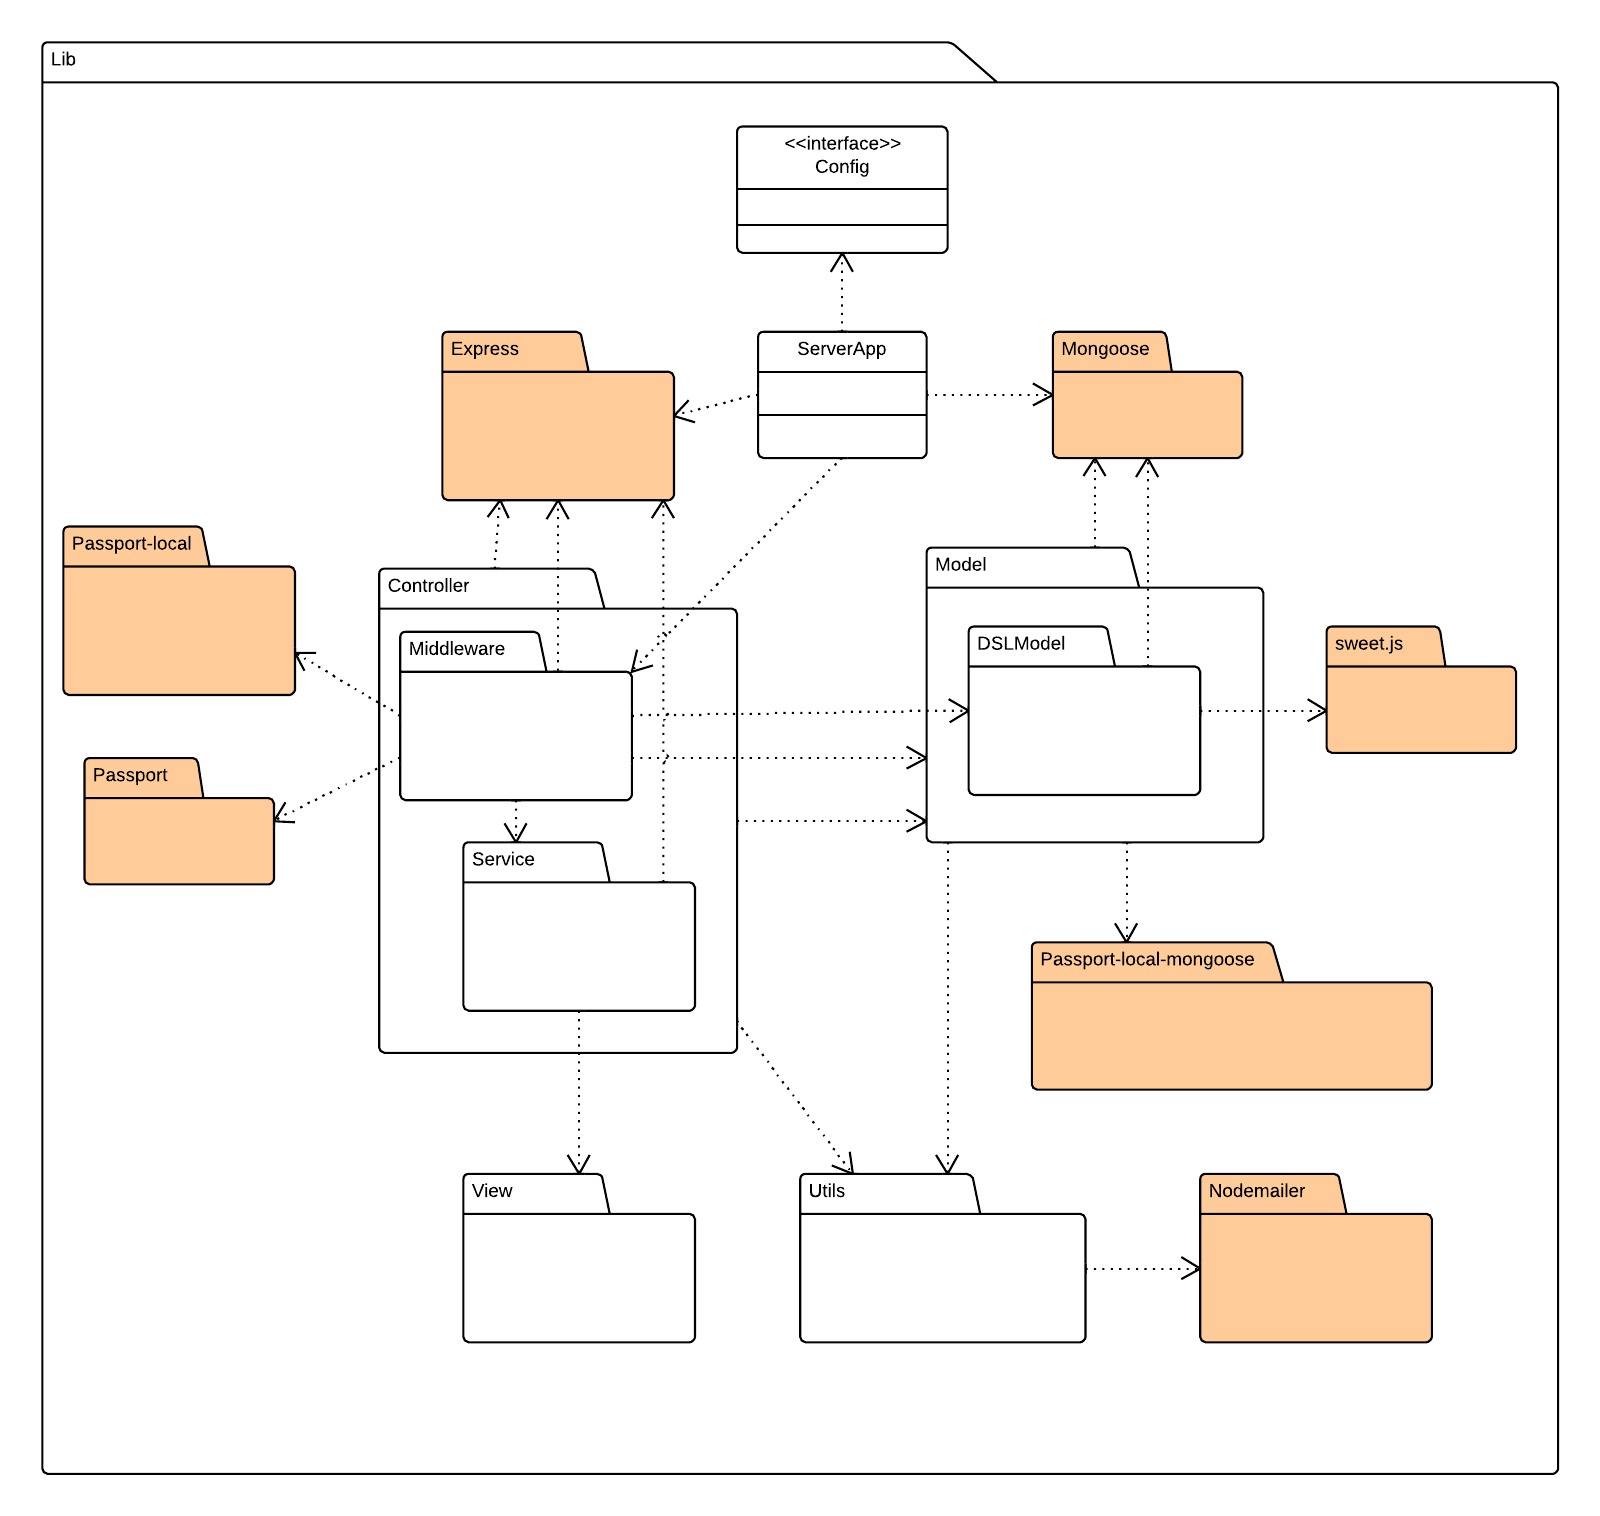 Lib
<<interface>>
Config
Express
ServerApp
Mongoose
Passport-local
Controller
Model
Middleware
DSLModel
sweet.js
Passport
Service
Passport-local-mongoose
View
Utils
Nodemailer